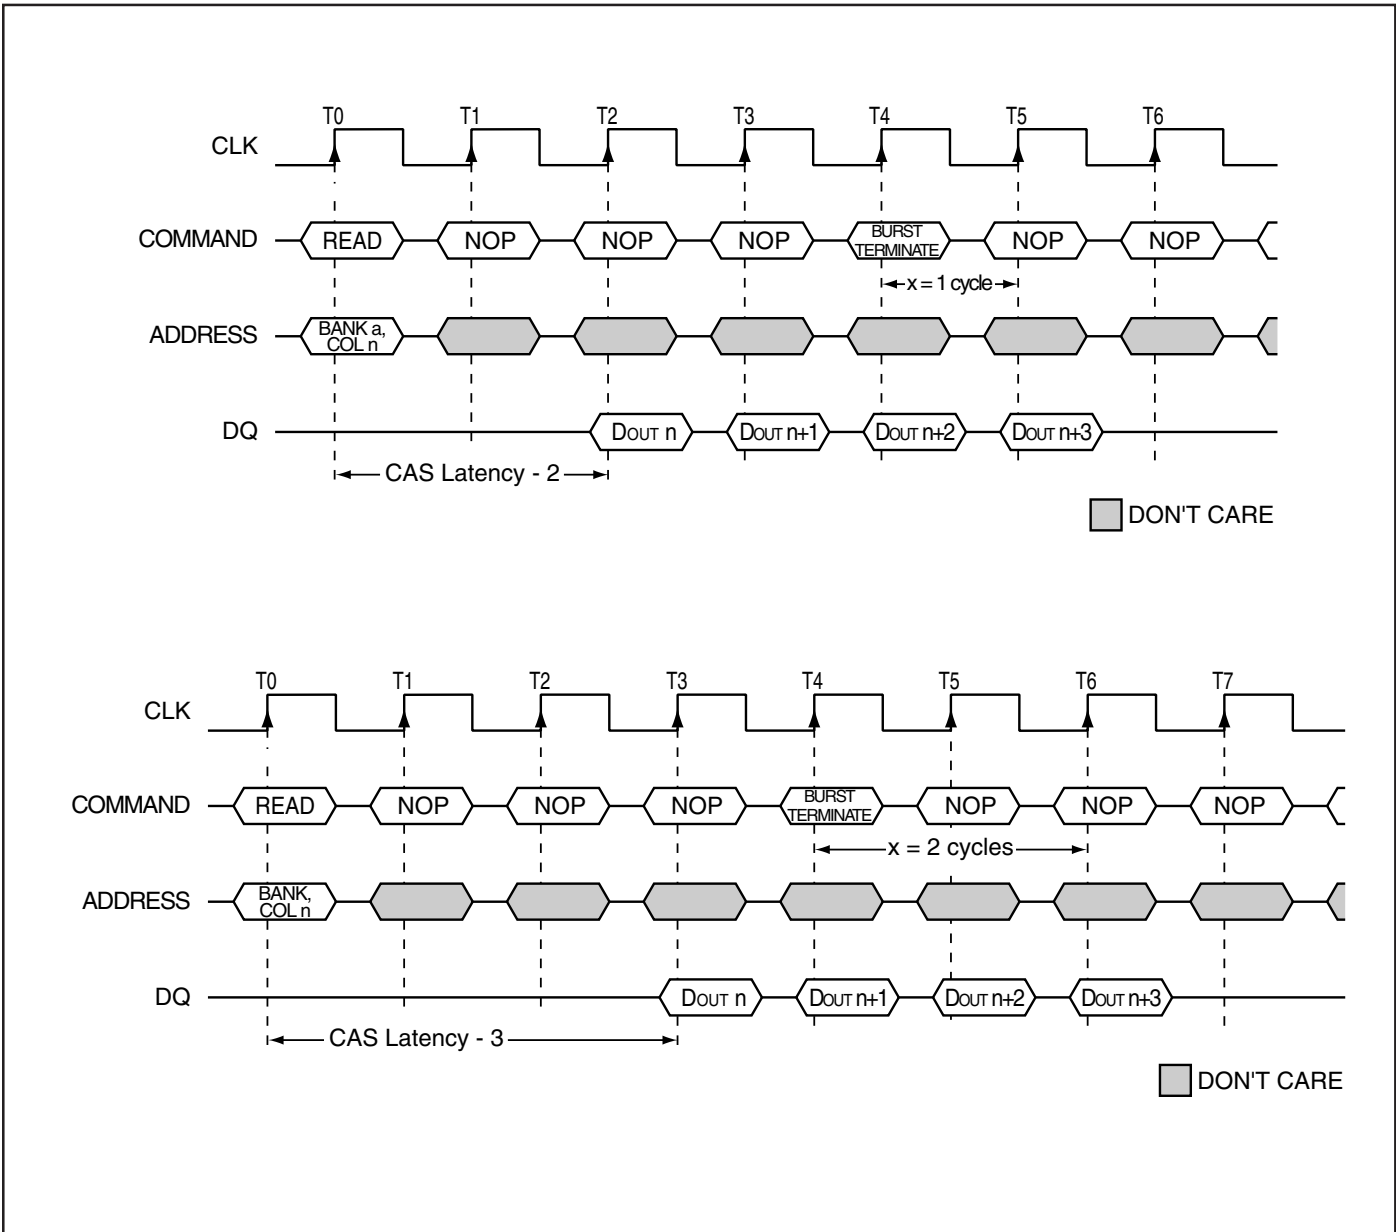 T0 T1 T2 T3 T4 T5 T6
CLK
COMMAND READ NOP NOP NOP BURST TERMINATE NOP NOP
x = 1 cycle
ADDRESS BANK a, COL n
DQ DOUT n DOUT n+1 DOUT n+2 DOUT n+3
CAS Latency - 2
DON'T CARE
T0 T1 T2 T3 T4 T5 T6 T7
CLK
COMMAND READ NOP NOP NOP BURST TERMINATE NOP NOP NOP
x = 2 cycles
ADDRESS BANK, COL n
DQ DOUT n DOUT n+1 DOUT n+2 DOUT n+3
CAS Latency - 3
DON'T CARE